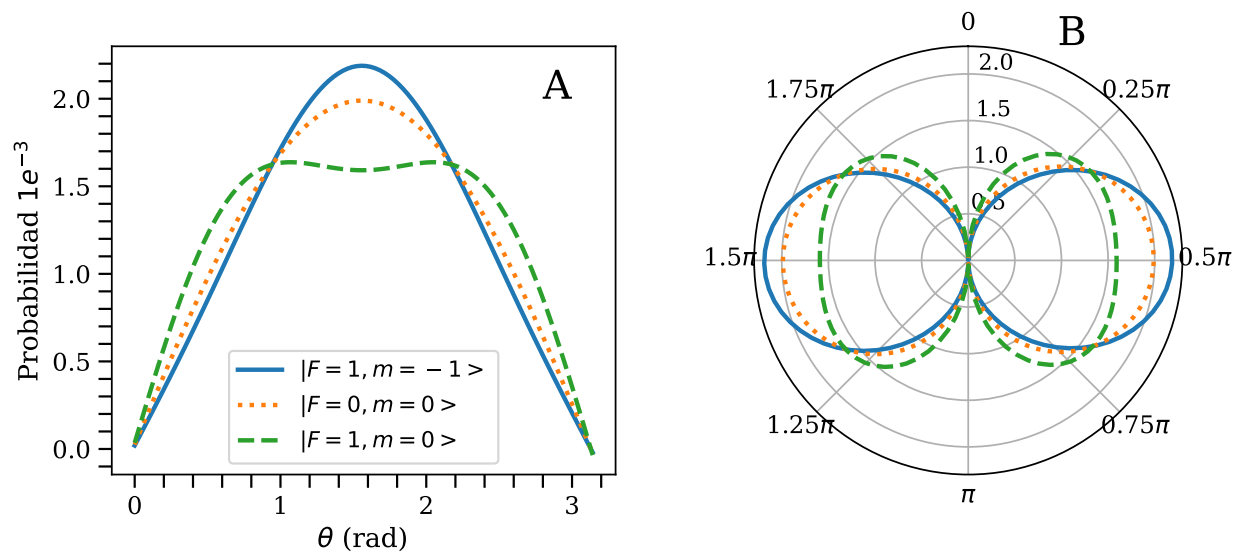 A
Probabilidad 1e⁻³
2.0
1.5
1.0
0.5
0.0
|F = 1, m = − 1 >
|F = 0, m = 0 >
|F = 1, m = 0 >
0 1 2 3
θ (rad)
B
0
0.25π
0.5π
0.75π
π
1.25π
1.5π
1.75π
2.0
1.5
1.0
0.5